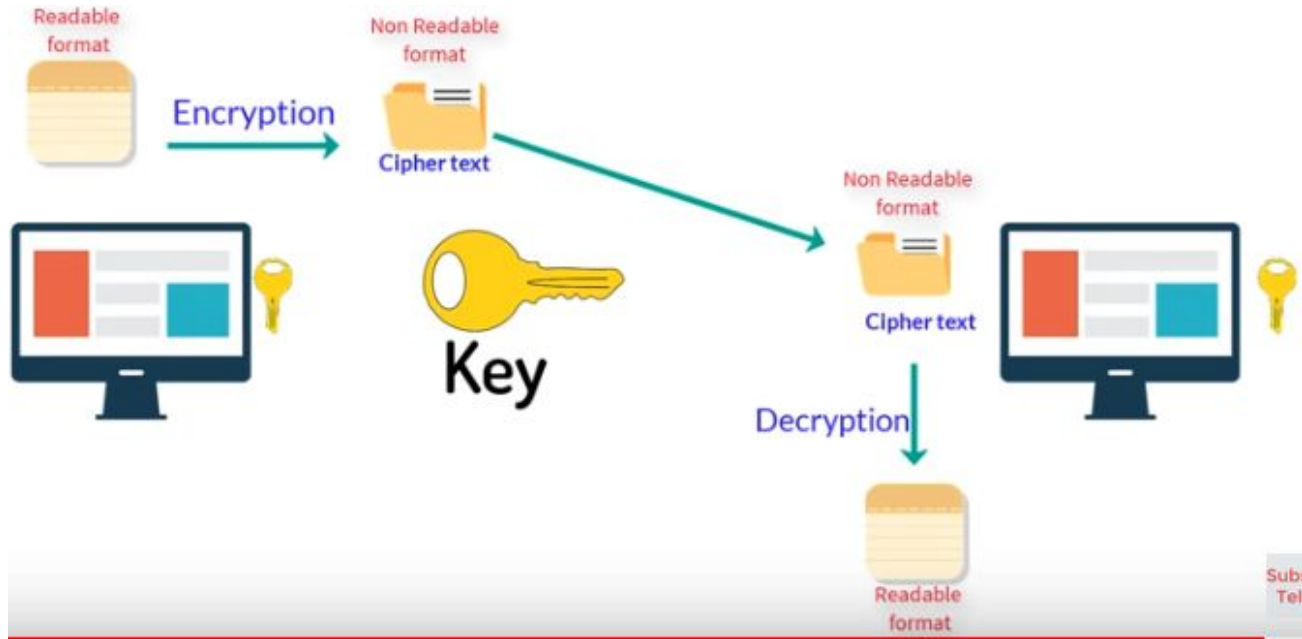 Readable
format
Encryption
Non Readable
format
Cipher text
Non Readable
format
Cipher text
Key
Decryption
Readable
format